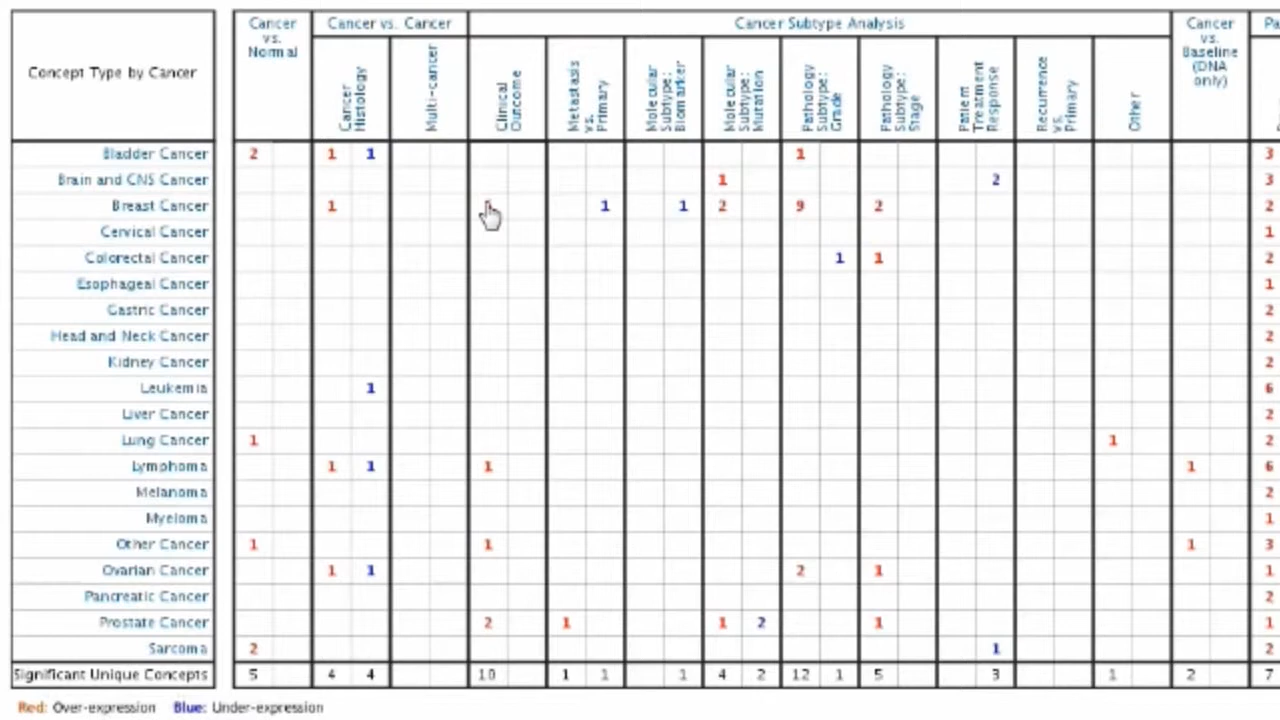 Concept Type by Cancer
Cancer vs. Normal
Cancer vs. Cancer
Cancer Subtype Analysis
Cancer vs. Baseline (DNA only)
Pa
Cancer Histology
Multi-cancer
Clinical Outcome
Metastasis vs. Primary
Molecular Subtype: Biomarker
Molecular Subtype: Mutation
Pathology Subtype: Grade
Pathology Subtype: Stage
Patient Treatment Response
Recurrence vs. Primary
Other
Bladder Cancer 2 1 1 1 3
Brain and CNS Cancer 1 2 3
Breast Cancer 1 1 1 2 9 2 2
Cervical Cancer 1
Colorectal Cancer 1 1 2
Esophageal Cancer 1
Gastric Cancer 2
Head and Neck Cancer 2
Kidney Cancer 2
Leukemia 1 6
Liver Cancer 2
Lung Cancer 1 1 2
Lymphoma 1 1 1 1 6
Melanoma 2
Myeloma 1
Other Cancer 1 1 1 3
Ovarian Cancer 1 1 2 1 1
Pancreatic Cancer 2
Prostate Cancer 2 1 1 2 1 1
Sarcoma 2 1 2
Significant Unique Concepts 5 4 4 10 1 1 1 4 2 12 1 5 3 1 2 7
Red: Over-expression Blue: Under-expression